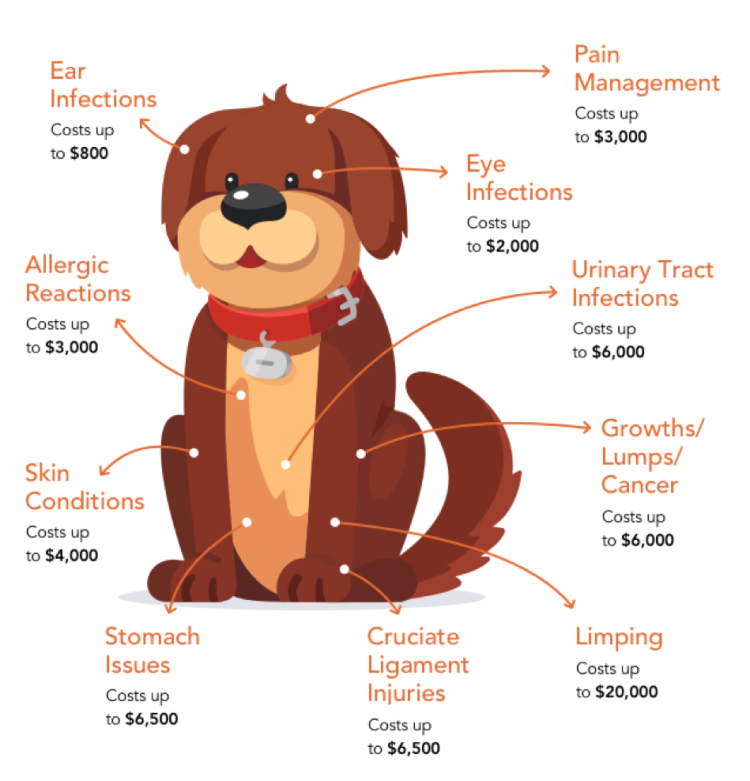 Ear
Infections
Costs up
to $800
Pain
Management
Costs up
to $3,000
Eye
Infections
Costs up
to $2,000
Allergic
Reactions
Costs up
to $3,000
Urinary Tract
Infections
Costs up
to $6,000
Skin
Conditions
Costs up
to $4,000
Growths/
Lumps/
Cancer
Costs up
to $6,000
Stomach
Issues
Costs up
to $6,500
Cruciate
Ligament
Injuries
Costs up
to $6,500
Limping
Costs up
to $20,000